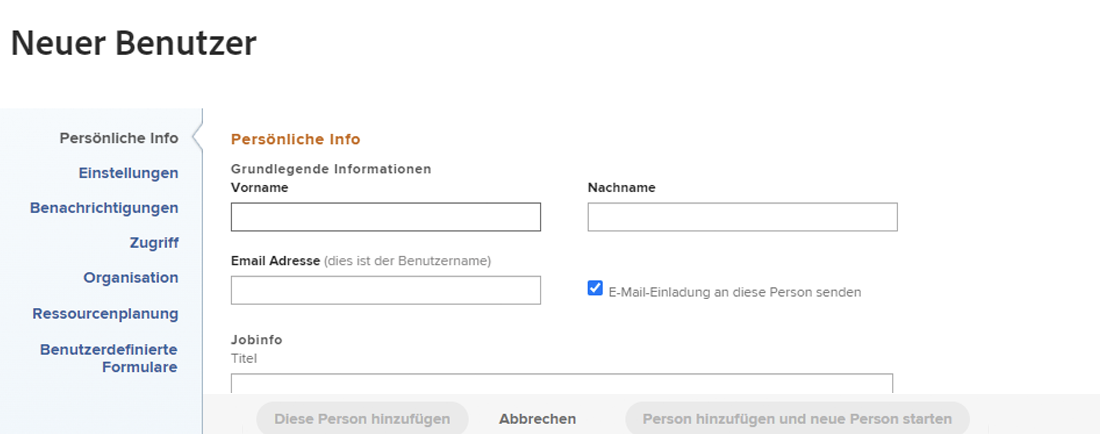 Neuer Benutzer
Persönliche Info
Einstellungen
Benachrichtigungen
Zugriff
Organisation
Ressourcenplanung
Benutzerdefinierte
Formulare
Persönliche Info
Grundlegende Informationen
Vorname
Nachname
Email Adresse (dies ist der Benutzername)
E-Mail-Einladung an diese Person senden
Jobinfo
Titel
Diese Person hinzufügen
Abbrechen
Person hinzufügen und neue Person starten